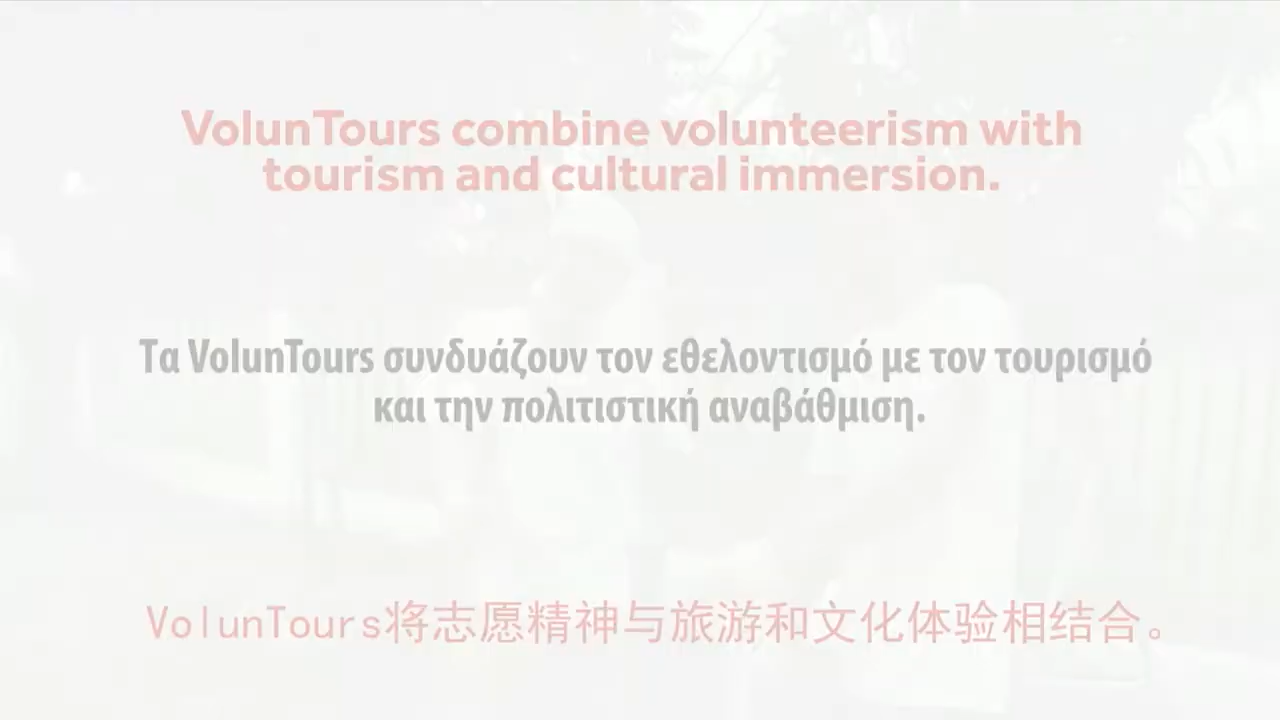 VolunTours combine volunteerism with
tourism and cultural immersion.
Τα VolunTours συνδυάζουν τον εθελοντισμό με τον τουρισμό
και την πολιτιστική αναβάθμιση.
VolunTours将志愿精神与旅游和文化体验相结合。